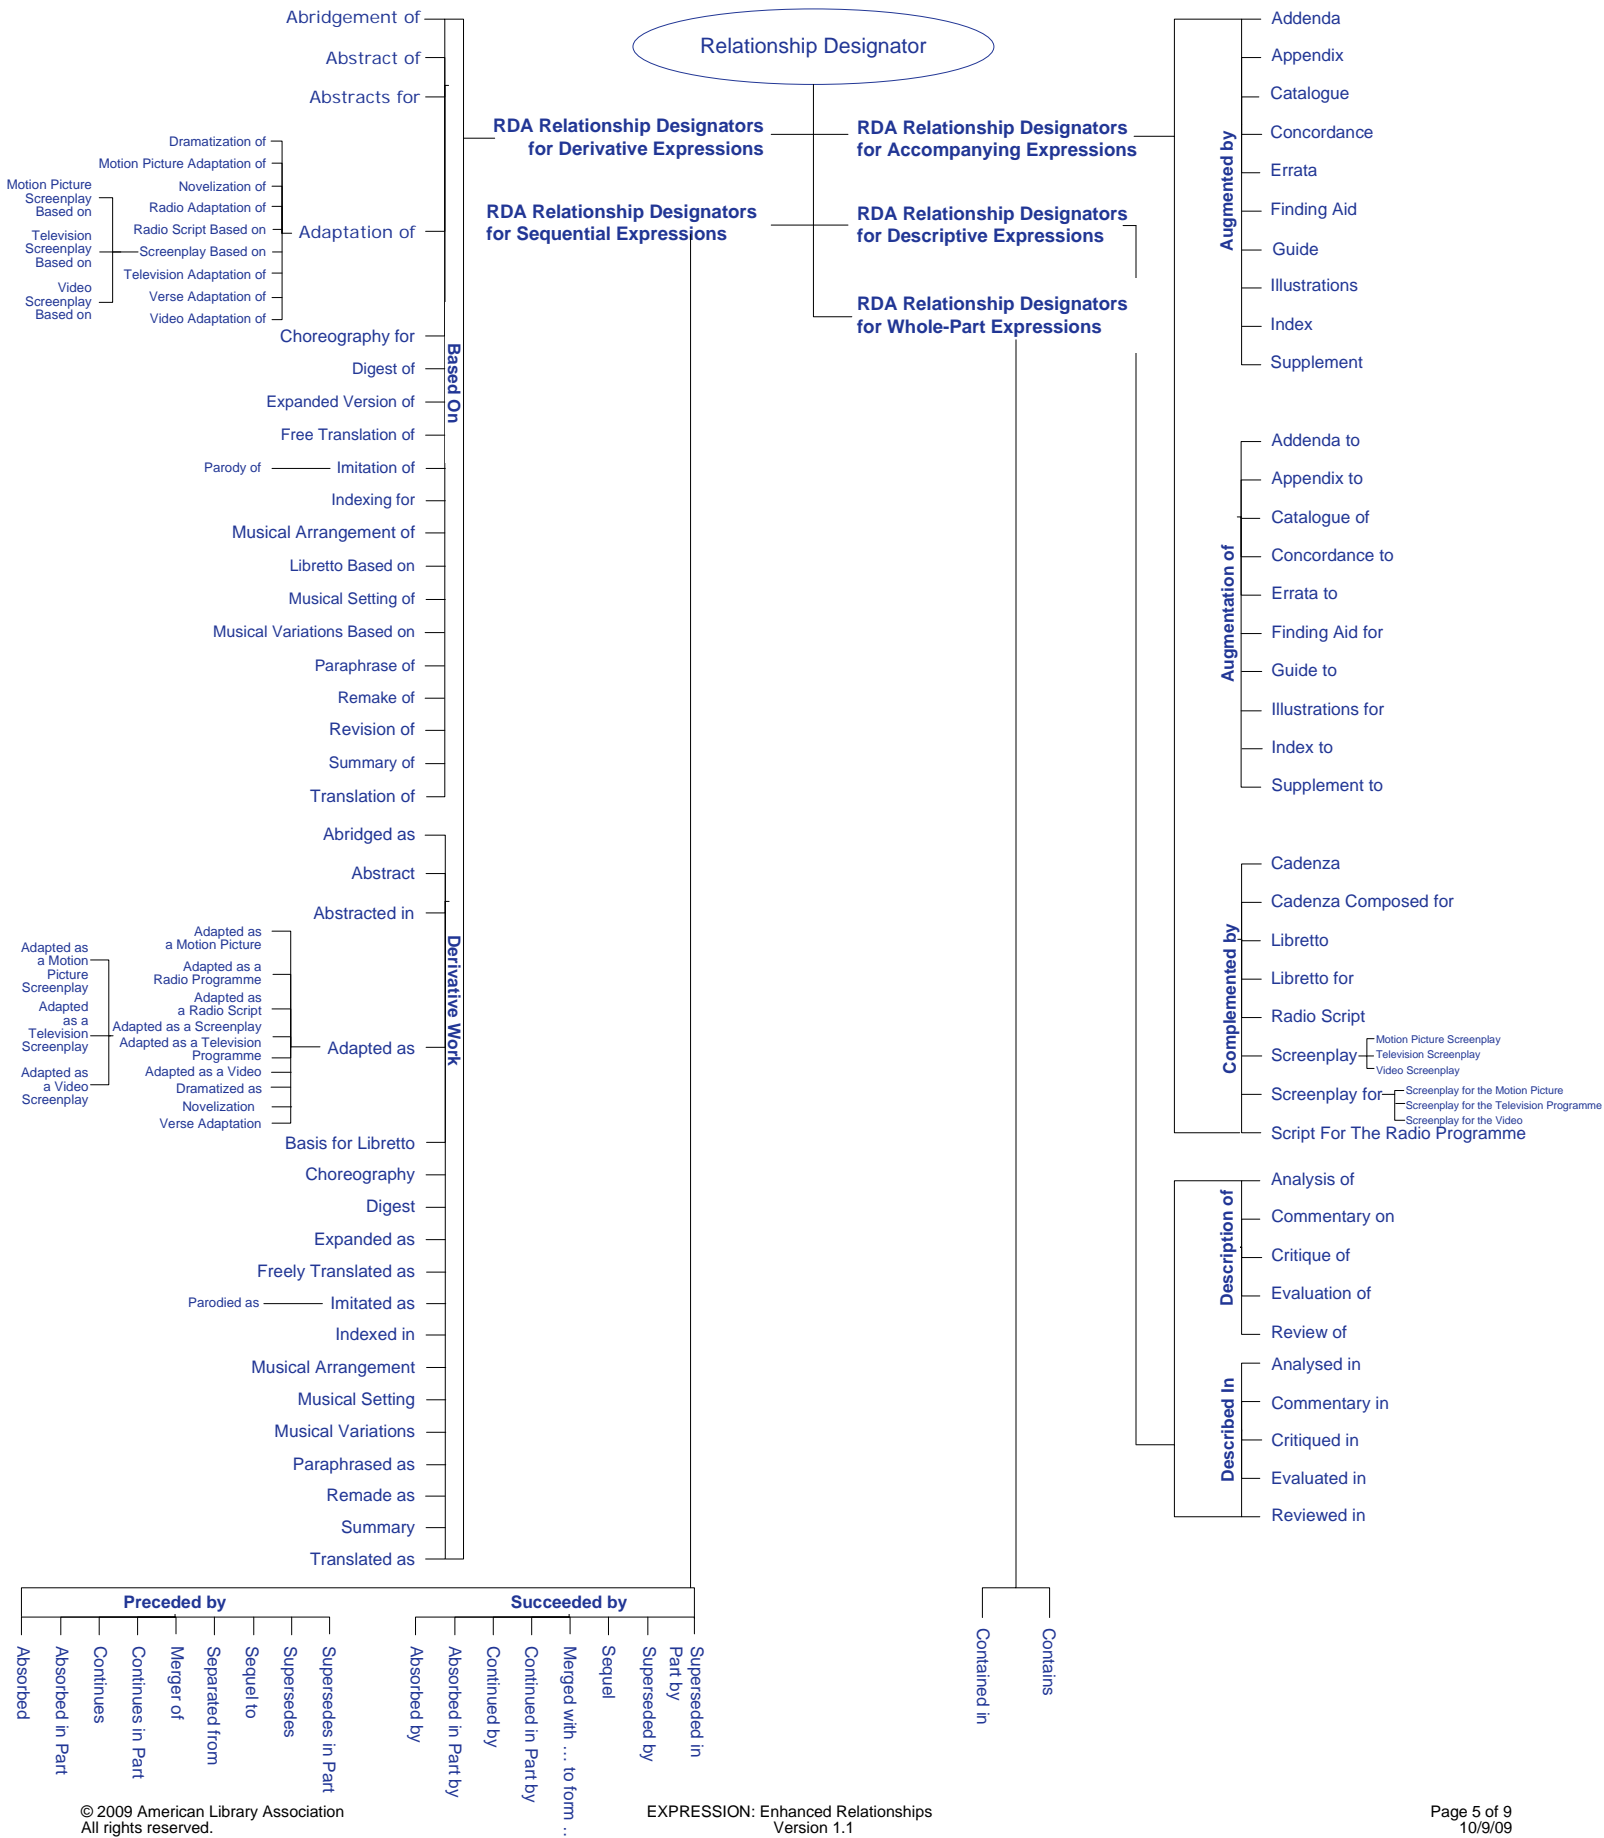 Relationship Designator
RDA Relationship Designators
for Derivative Expressions
RDA Relationship Designators
for Accompanying Expressions
RDA Relationship Designators
for Sequential Expressions
RDA Relationship Designators
for Descriptive Expressions
RDA Relationship Designators
for Whole-Part Expressions
Based On
Abridgement of
Abstract of
Abstracts for
Adaptation of
Dramatization of
Motion Picture Adaptation of
Novelization of
Radio Adaptation of
Radio Script Based on
Screenplay Based on
Motion Picture
Screenplay
Based on
Television
Screenplay
Based on
Video
Screenplay
Based on
Television Adaptation of
Verse Adaptation of
Video Adaptation of
Choreography for
Digest of
Expanded Version of
Free Translation of
Imitation of
Parody of
Indexing for
Musical Arrangement of
Libretto Based on
Musical Setting of
Musical Variations Based on
Paraphrase of
Remake of
Revision of
Summary of
Translation of
Derivative Work
Abridged as
Abstract
Abstracted in
Adapted as
Adapted as
a Motion Picture
Adapted as a
Radio Programme
Adapted as
a Radio Script
Adapted as a Screenplay
Adapted as
a Motion
Picture
Screenplay
Adapted
as a
Television
Screenplay
Adapted as
a Video
Screenplay
Adapted as a Television
Programme
Adapted as a Video
Dramatized as
Novelization
Verse Adaptation
Basis for Libretto
Choreography
Digest
Expanded as
Freely Translated as
Imitated as
Parodied as
Indexed in
Musical Arrangement
Musical Setting
Musical Variations
Paraphrased as
Remade as
Summary
Translated as
Augmented by
Addenda
Appendix
Catalogue
Concordance
Errata
Finding Aid
Guide
Illustrations
Index
Supplement
Augmentation of
Addenda to
Appendix to
Catalogue of
Concordance to
Errata to
Finding Aid for
Guide to
Illustrations for
Index to
Supplement to
Complemented by
Cadenza
Cadenza Composed for
Libretto
Libretto for
Radio Script
Screenplay
Motion Picture Screenplay
Television Screenplay
Video Screenplay
Screenplay for
Screenplay for the Motion Picture
Screenplay for the Television Programme
Screenplay for the Video
Script For The Radio Programme
Description of
Analysis of
Commentary on
Critique of
Evaluation of
Review of
Described In
Analysed in
Commentary in
Critiqued in
Evaluated in
Reviewed in
Preceded by
Absorbed
Absorbed in Part
Continues
Continues in Part
Merger of
Separated from
Sequel to
Supersedes
Supersedes in Part
Succeeded by
Absorbed by
Absorbed in Part by
Continued by
Continued in Part by
Merged with … to form ..
Sequel
Superseded by
Superseded in
Part by
Contained in
Contains
© 2009 American Library Association
All rights reserved.
EXPRESSION: Enhanced Relationships
Version 1.1
Page 5 of 9
10/9/09